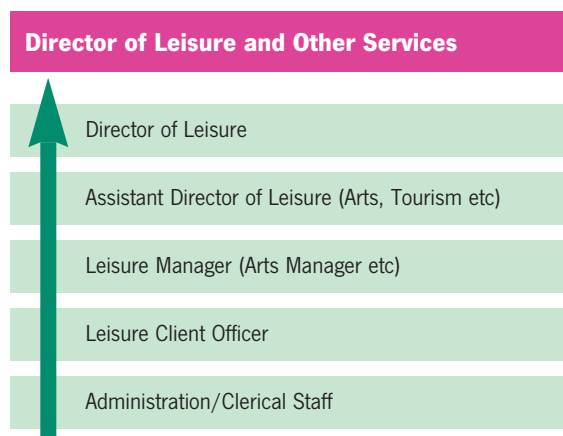 Director of Leisure and Other Services
Director of Leisure
Assistant Director of Leisure (Arts, Tourism etc)
Leisure Manager (Arts Manager etc)
Leisure Client Officer
Administration/Clerical Staff